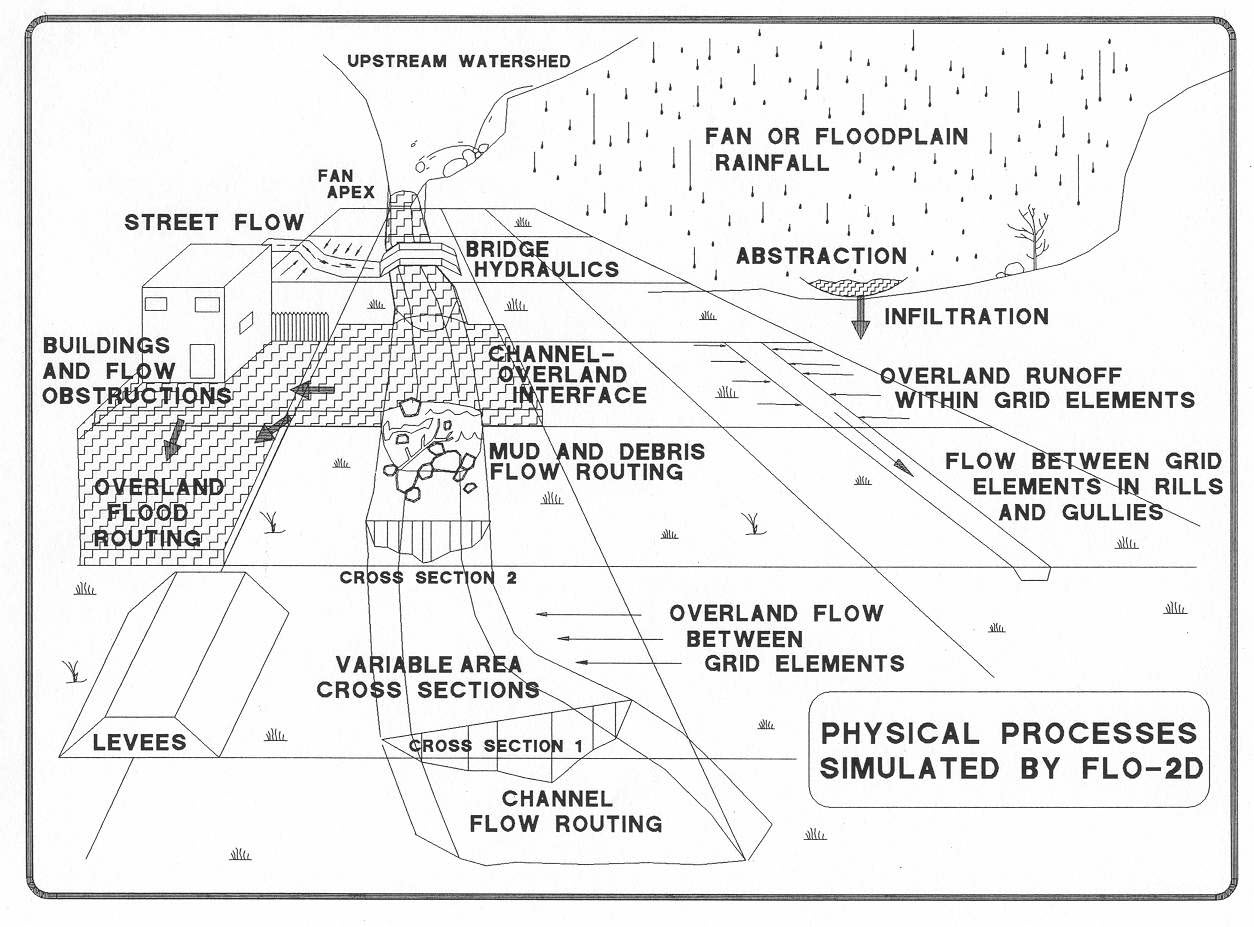 UPSTREAM WATERSHED
FAN OR FLOODPLAIN
RAINFALL
FAN
APEX
STREET FLOW
BRIDGE
HYDRAULICS
ABSTRACTION
INFILTRATION
BUILDINGS
AND FLOW
OBSTRUCTIONS
CHANNEL-
OVERLAND
INTERFACE
OVERLAND RUNOFF
WITHIN GRID ELEMENTS
MUD AND DEBRIS
FLOW ROUTING
FLOW BETWEEN GRID
ELEMENTS IN RILLS
AND GULLIES
OVERLAND
FLOOD
ROUTING
CROSS SECTION 2
OVERLAND FLOW
BETWEEN
GRID ELEMENTS
VARIABLE AREA
CROSS SECTIONS
LEVEES
CROSS SECTION 1
PHYSICAL PROCESSES
SIMULATED BY FLO-2D
CHANNEL
FLOW ROUTING